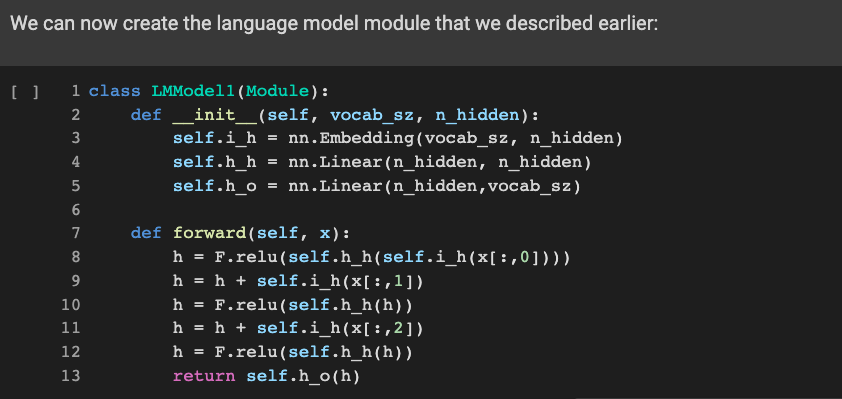 We can now create the language model module that we described earlier:
[ ] 1 class LMModel1(Module):
2     def __init__(self, vocab_sz, n_hidden):
3         self.i_h = nn.Embedding(vocab_sz, n_hidden)
4         self.h_h = nn.Linear(n_hidden, n_hidden)
5         self.h_o = nn.Linear(n_hidden,vocab_sz)
6
7     def forward(self, x):
8         h = F.relu(self.h_h(self.i_h(x[:,0])))
9         h = h + self.i_h(x[:,1])
10         h = F.relu(self.h_h(h))
11         h = h + self.i_h(x[:,2])
12         h = F.relu(self.h_h(h))
13         return self.h_o(h)